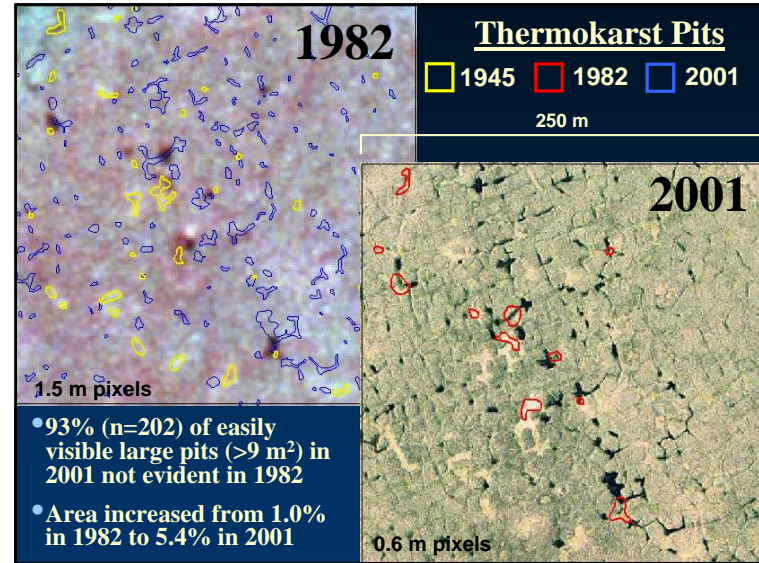 1982
Thermokarst Pits
1945 1982 2001
250 m
2001
1.5 m pixels
•93% (n=202) of easily
visible large pits (>9 m²) in
2001 not evident in 1982
•Area increased from 1.0%
in 1982 to 5.4% in 2001
0.6 m pixels